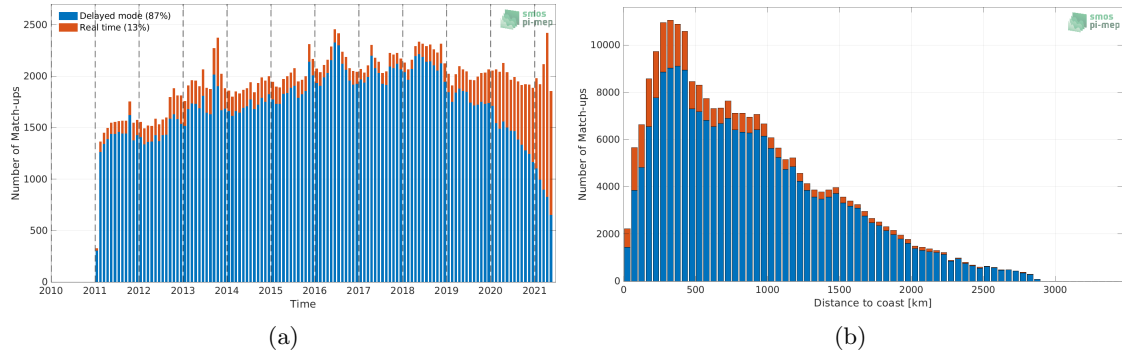 smos
pi-mep
Delayed mode (87%)
Real time (13%)
Number of Match-ups
2500
2000
1500
1000
500
0
2010 2011 2012 2013 2014 2015 2016 2017 2018 2019 2020 2021
Time
(a)
smos
pi-mep
Number of Match-ups
10000
8000
6000
4000
2000
0
0 500 1000 1500 2000 2500 3000
Distance to coast [km]
(b)